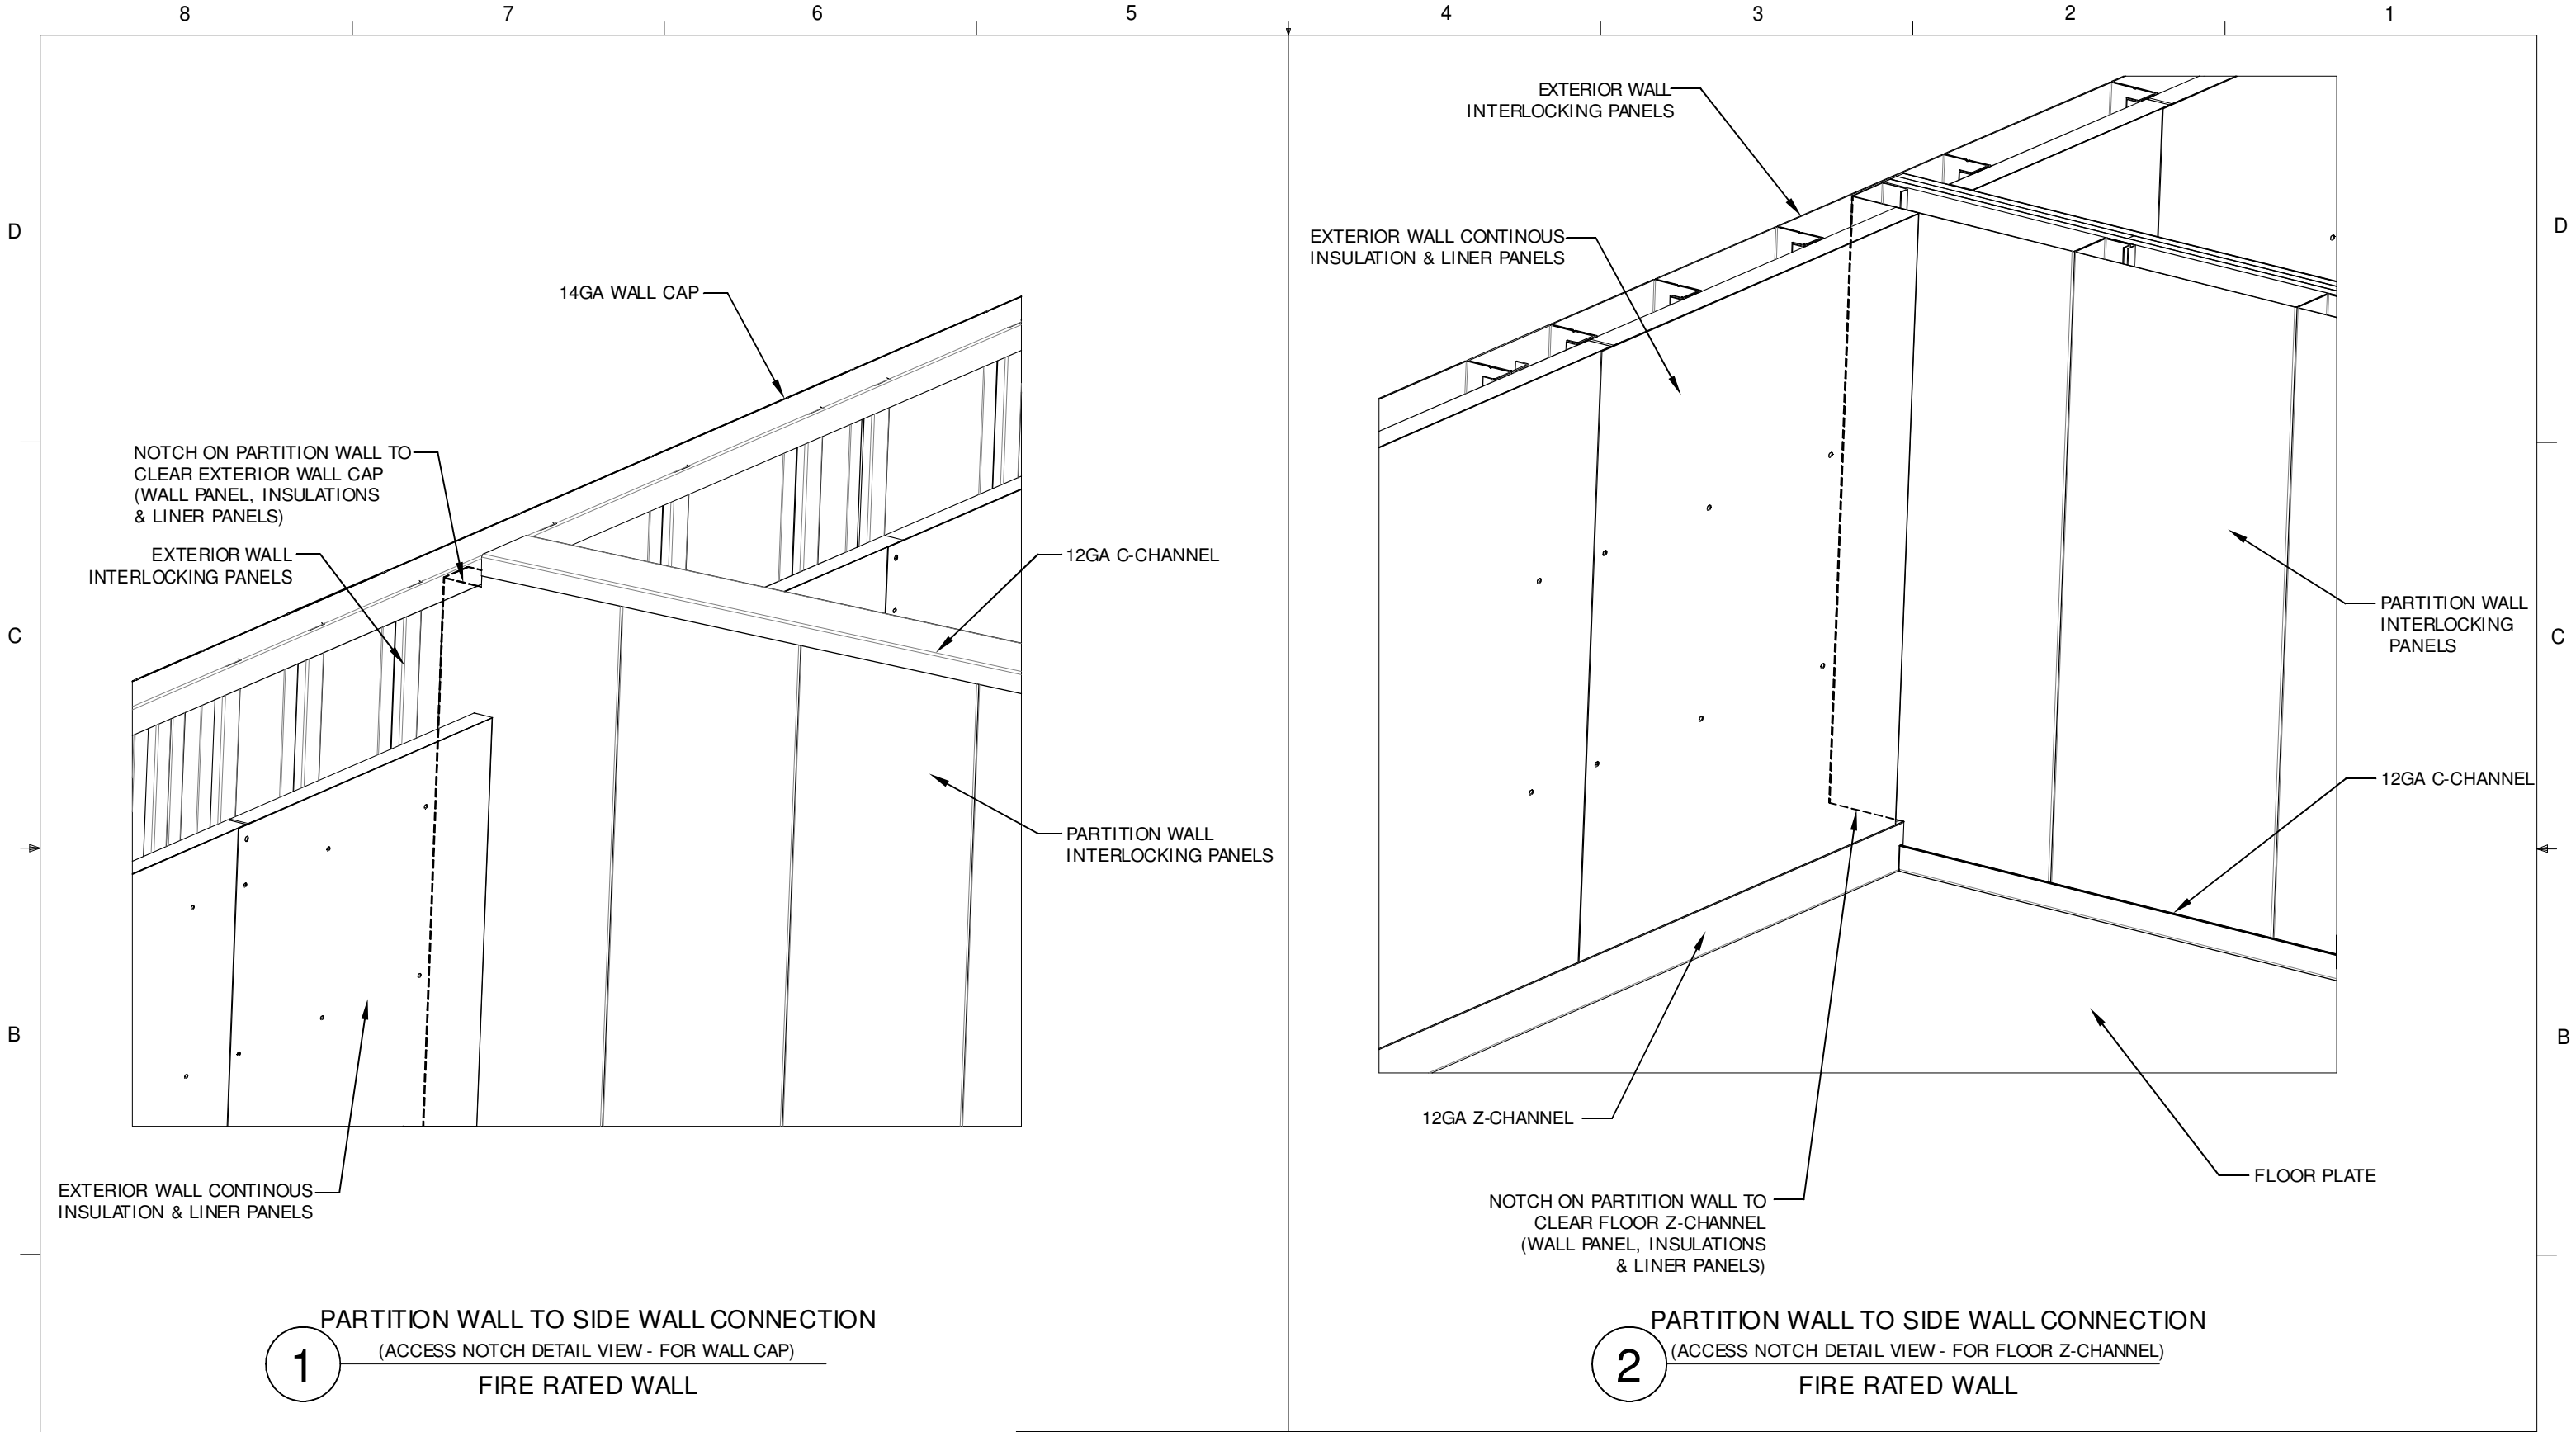 8 7 6 5 4 3 2 1
D
C
B
14GA WALL CAP
NOTCH ON PARTITION WALL TO
CLEAR EXTERIOR WALL CAP
(WALL PANEL, INSULATIONS
& LINER PANELS)
EXTERIOR WALL
INTERLOCKING PANELS
12GA C-CHANNEL
PARTITION WALL
INTERLOCKING PANELS
EXTERIOR WALL CONTINOUS
INSULATION & LINER PANELS
PARTITION WALL TO SIDE WALL CONNECTION
1
(ACCESS NOTCH DETAIL VIEW - FOR WALL CAP)
FIRE RATED WALL
EXTERIOR WALL
INTERLOCKING PANELS
EXTERIOR WALL CONTINOUS
INSULATION & LINER PANELS
PARTITION WALL
INTERLOCKING
PANELS
12GA C-CHANNEL
12GA Z-CHANNEL
FLOOR PLATE
NOTCH ON PARTITION WALL TO
CLEAR FLOOR Z-CHANNEL
(WALL PANEL, INSULATIONS
& LINER PANELS)
PARTITION WALL TO SIDE WALL CONNECTION
2
(ACCESS NOTCH DETAIL VIEW - FOR FLOOR Z-CHANNEL)
FIRE RATED WALL
D
C
B